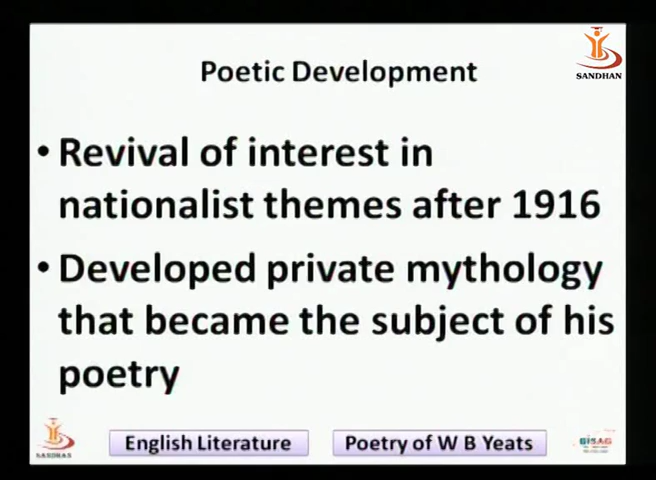 Poetic Development
SANDHAN
• Revival of interest in
nationalist themes after 1916
• Developed private mythology
that became the subject of his
poetry
SANDHAN
English Literature
Poetry of W B Yeats
GISAG